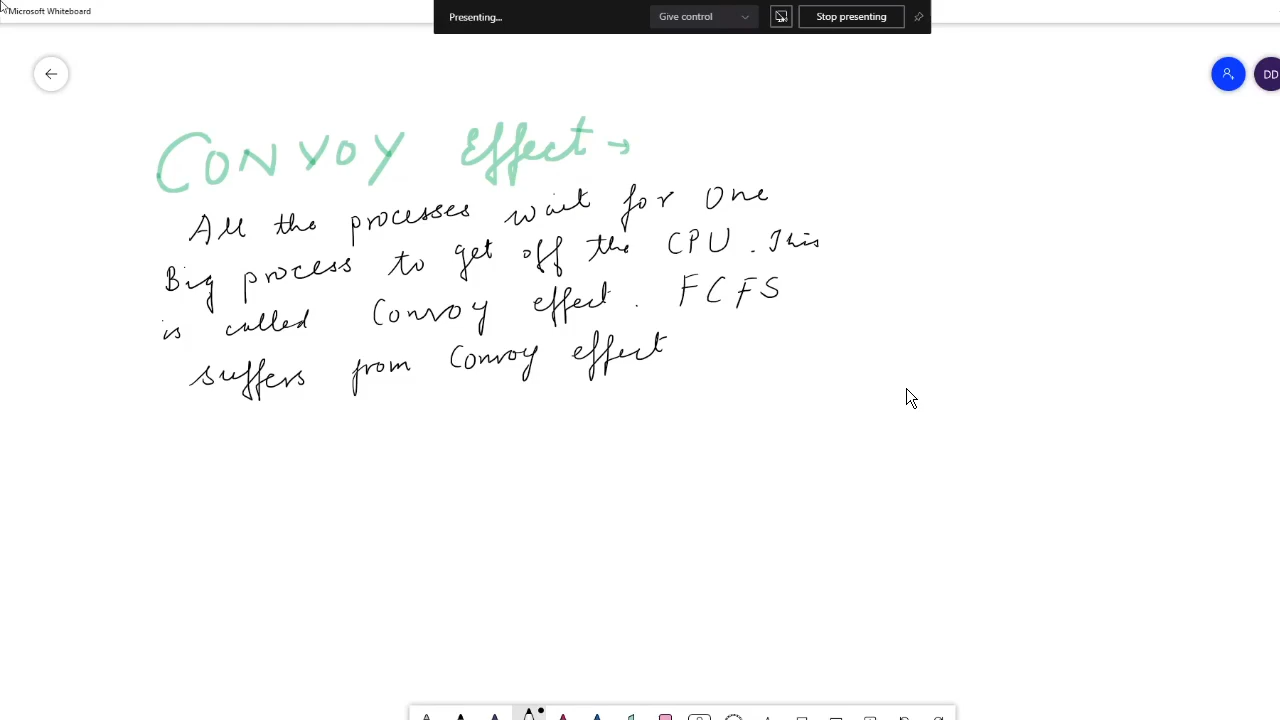 Microsoft Whiteboard
Presenting...
Give control
Stop presenting
DD
CONVOY Effect →
All the processes wait for One
Big process to get off the CPU. This
is called Convoy effect. FCFS
suffers from Convoy effect